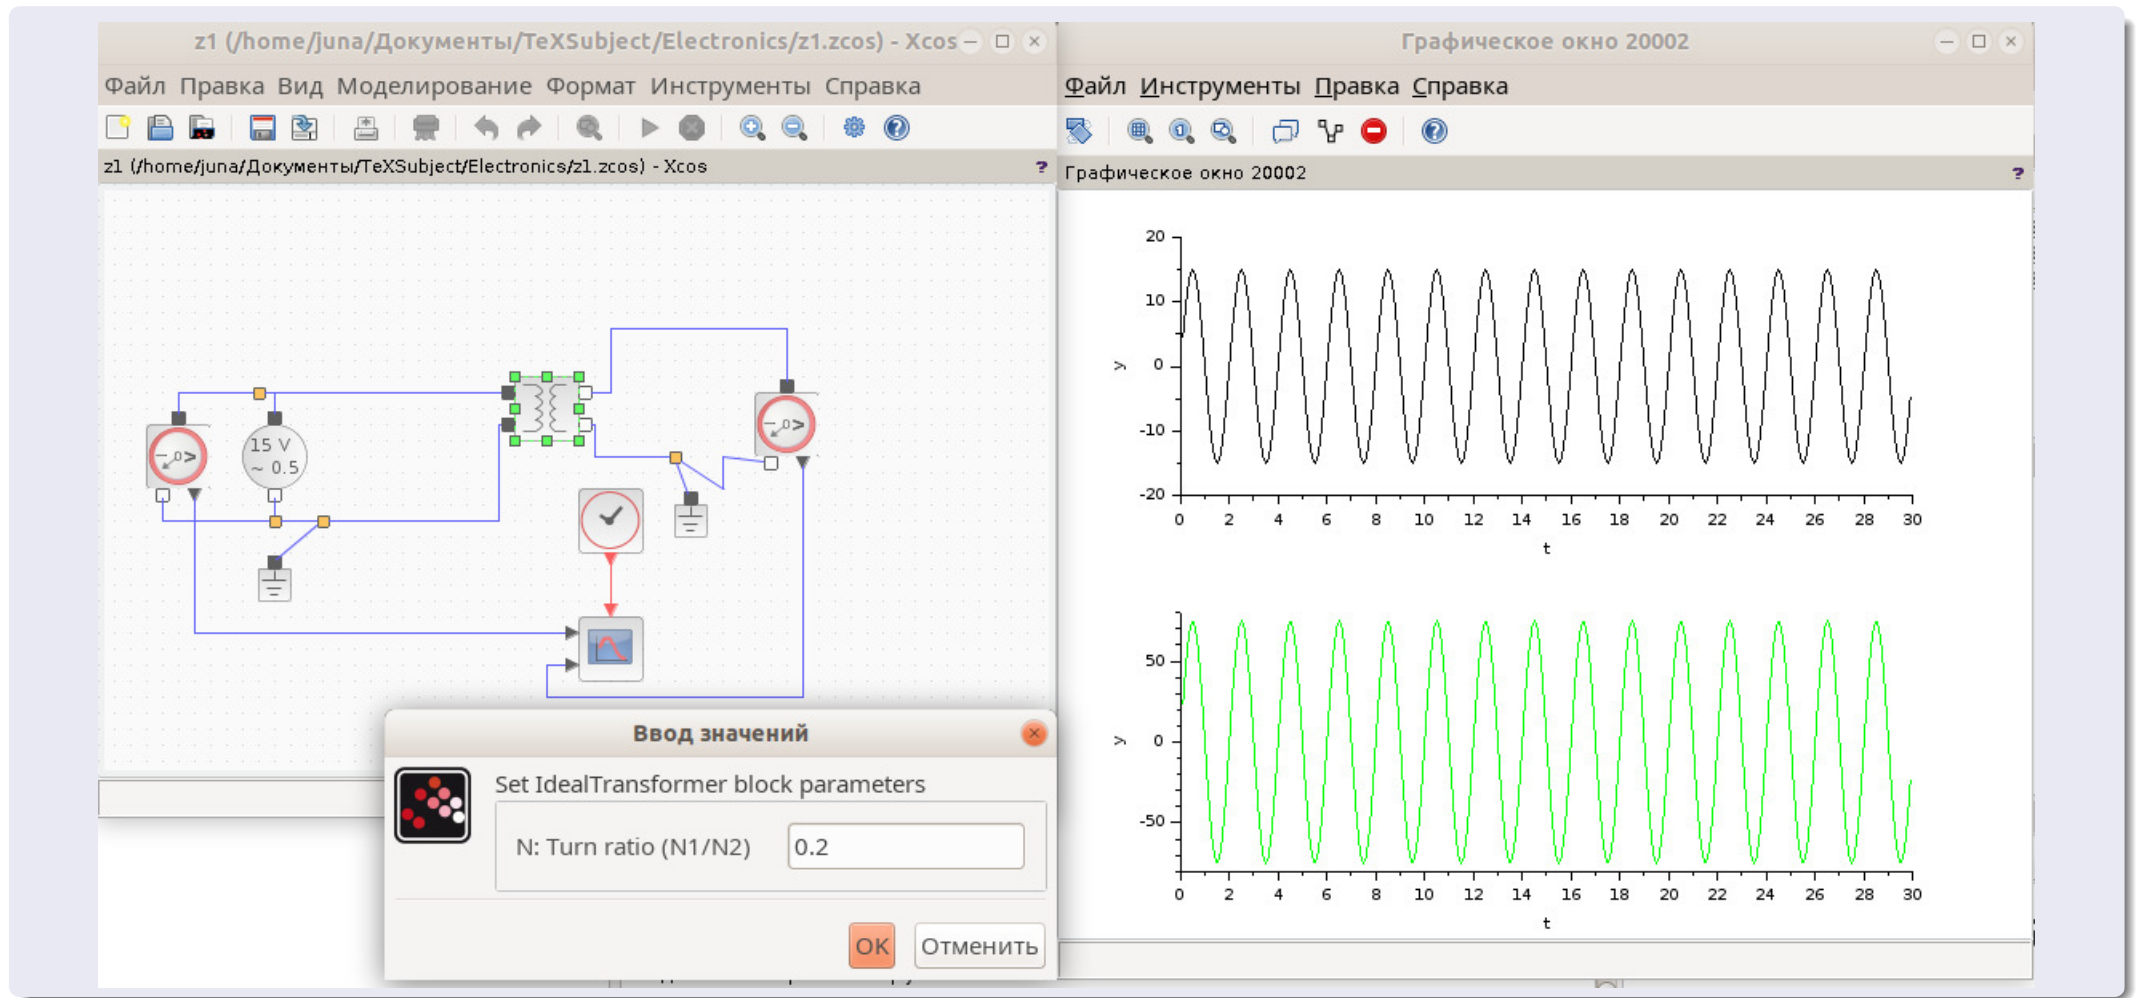 z1 (/home/juna/Документы/TeXSubject/Electronics/z1.zcos) - Xcos
Файл Правка Вид Моделирование Формат Инструменты Справка
z1 (/home/juna/Документы/TeXSubject/Electronics/z1.zcos) - Xcos ?
15 V
~ 0.5
Ввод значений
Set IdealTransformer block parameters
N: Turn ratio (N1/N2) 0.2
OK Отменить
Графическое окно 20002
Файл Инструменты Правка Справка
Графическое окно 20002 ?
20
10
y 0
-10
-20
0 2 4 6 8 10 12 14 16 18 20 22 24 26 28 30
t
50
y 0
-50
0 2 4 6 8 10 12 14 16 18 20 22 24 26 28 30
t